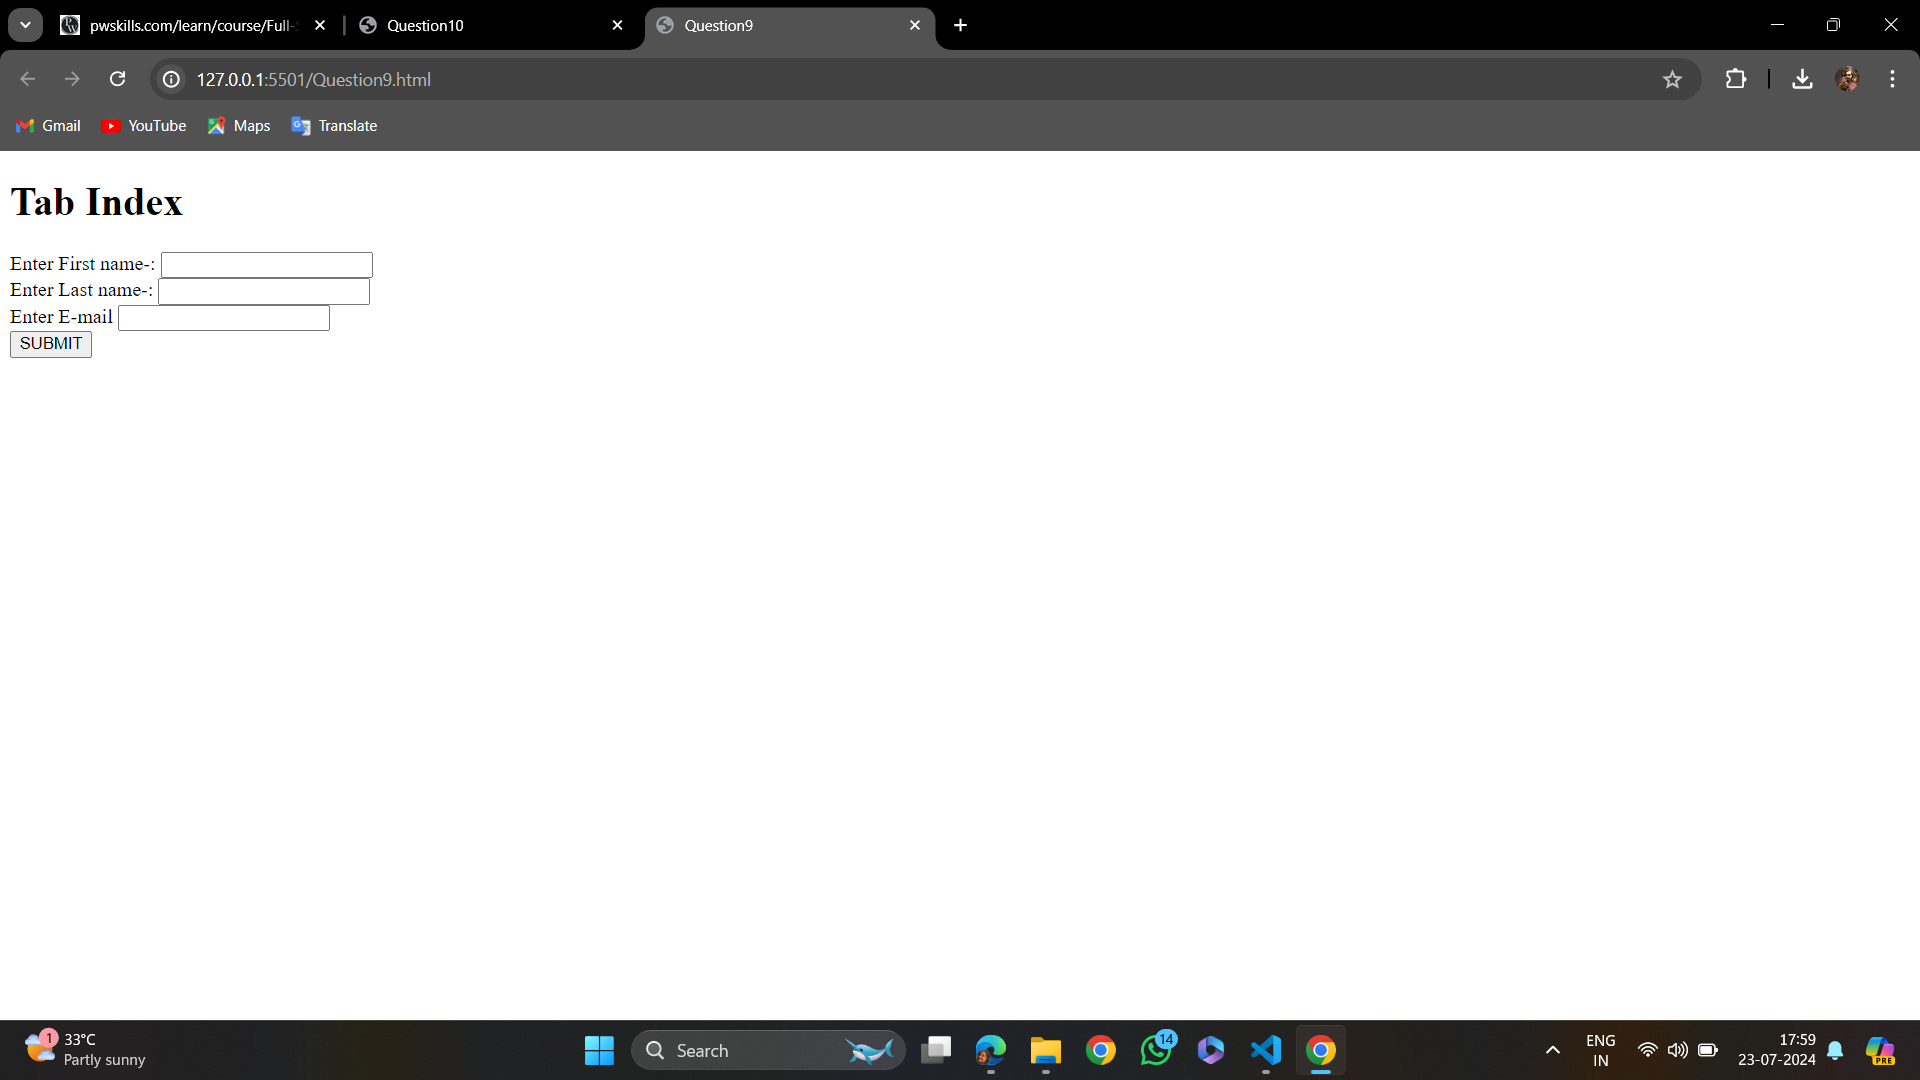 pwskills.com/learn/course/Full-
Question10
Question9
127.0.0.1:5501/Question9.html
Gmail
YouTube
Maps
Translate
Tab Index
Enter First name-:
Enter Last name-:
Enter E-mail
SUBMIT
1
33°C
Partly sunny
Search
14
ENG
IN
17:59
23-07-2024
PRE